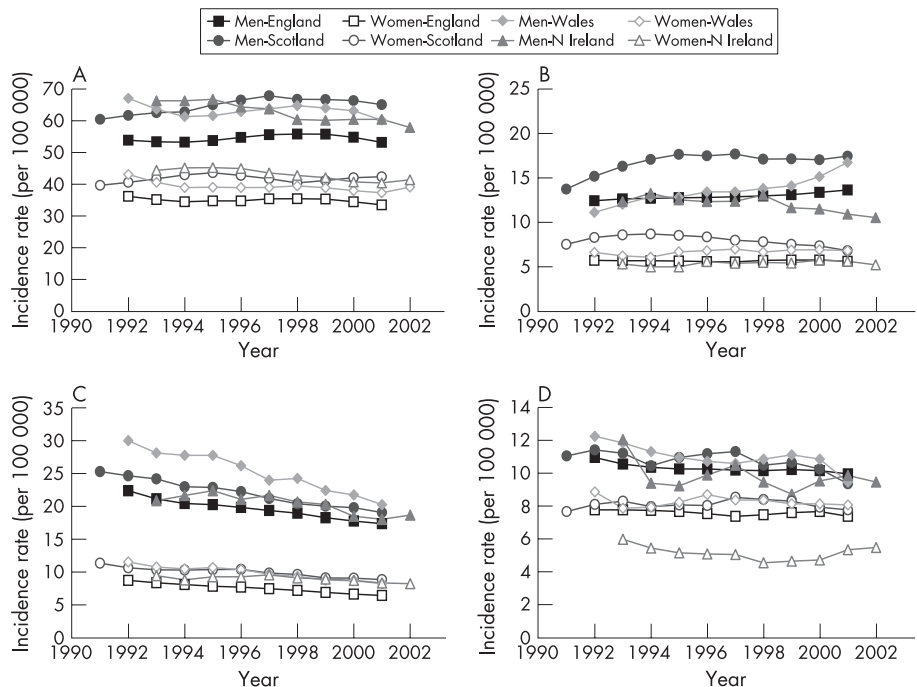 Men-England Women-England Men-Wales Women-Wales
Men-Scotland Women-Scotland Men-N Ireland Women-N Ireland
A
70
60
50
40
30
20
10
0
Incidence rate (per 100 000)
1990 1992 1994 1996 1998 2000 2002
Year
B
25
20
15
10
5
0
Incidence rate (per 100 000)
1990 1992 1994 1996 1998 2000 2002
Year
C
35
30
25
20
15
10
5
0
Incidence rate (per 100 000)
1990 1992 1994 1996 1998 2000 2002
Year
D
14
12
10
8
6
4
2
0
Incidence rate (per 100 000)
1990 1992 1994 1996 1998 2000 2002
Year